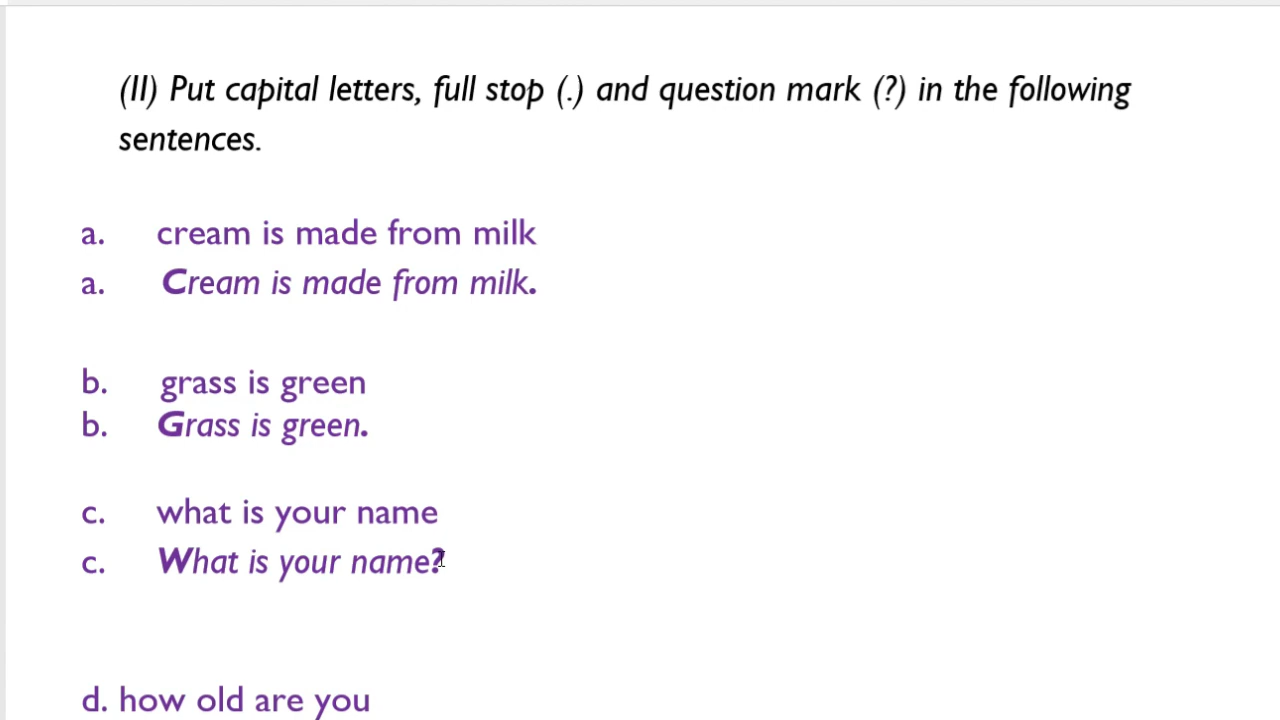 (II) Put capital letters, full stop (.) and question mark (?) in the following
sentences.
a. cream is made from milk
a. Cream is made from milk.
b. grass is green
b. Grass is green.
c. what is your name
c. What is your name?
d. how old are you